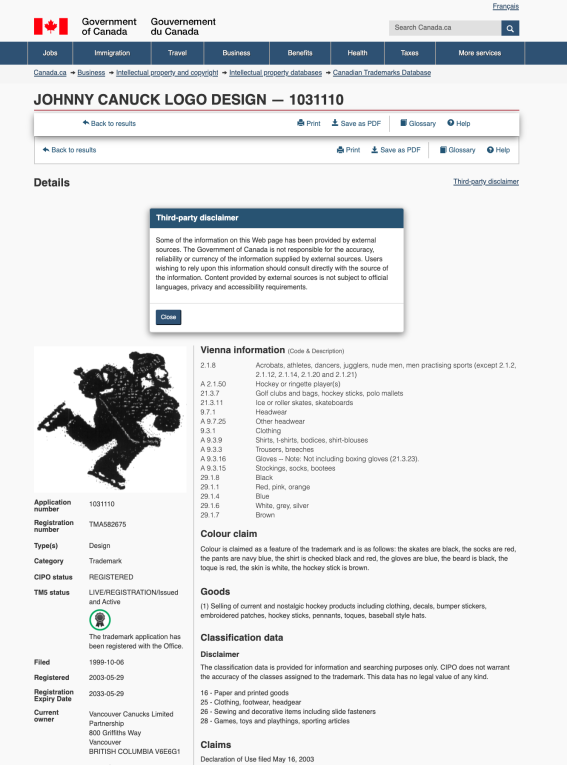 Français
Government
of Canada
Gouvernement
du Canada
Search Canada.ca
Jobs
Immigration
Travel
Business
Benefits
Health
Taxes
More services
Canada.ca ➔ Business ➔ Intellectual property and copyright ➔ Intellectual property databases ➔ Canadian Trademarks Database
JOHNNY CANUCK LOGO DESIGN — 1031110
Back to results
Print
Save as PDF
Glossary
Help
Back to results
Print
Save as PDF
Glossary
Help
Details
Third-party disclaimer
Third-party disclaimer
Some of the information on this Web page has been provided by external
sources. The Government of Canada is not responsible for the accuracy,
reliability or currency of the information supplied by external sources. Users
wishing to rely upon this information should consult directly with the source of
the information. Content provided by external sources is not subject to official
languages, privacy and accessibility requirements.
Close
Application number 1031110
Registration number TMA582675
Type(s) Design
Category Trademark
CIPO status REGISTERED
TM5 status LIVE/REGISTRATION/Issued
and Active
The trademark application has
been registered with the Office.
Filed 1999-10-06
Registered 2003-05-29
Registration Expiry Date 2033-05-29
Current owner Vancouver Canucks Limited
Partnership
800 Griffiths Way
Vancouver
BRITISH COLUMBIA V6E6G1
Vienna information (Code & Description)
2.1.8 Acrobats, athletes, dancers, jugglers, nude men, men practising sports (except 2.1.2,
2.1.12, 2.1.14, 2.1.20 and 2.1.21)
A 2.1.50 Hockey or ringette player(s)
21.3.7 Golf clubs and bags, hockey sticks, polo mallets
21.3.11 Ice or roller skates, skateboards
9.7.1 Headwear
A 9.7.25 Other headwear
9.3.1 Clothing
A 9.3.9 Shirts, t-shirts, bodices, shirt-blouses
A 9.3.3 Trousers, breeches
A 9.3.16 Gloves -- Note: Not including boxing gloves (21.3.23).
A 9.3.15 Stockings, socks, bootees
29.1.8 Black
29.1.1 Red, pink, orange
29.1.4 Blue
29.1.6 White, grey, silver
29.1.7 Brown
Colour claim
Colour is claimed as a feature of the trademark and is as follows: the skates are black, the socks are red,
the pants are navy blue, the shirt is checked black and red, the gloves are blue, the beard is black, the
toque is red, the skin is white, the hockey stick is brown.
Goods
(1) Selling of current and nostalgic hockey products including clothing, decals, bumper stickers,
embroidered patches, hockey sticks, pennants, toques, baseball style hats.
Classification data
Disclaimer
The classification data is provided for information and searching purposes only. CIPO does not warrant
the accuracy of the classes assigned to the trademark. This data has no legal value of any kind.
16 - Paper and printed goods
25 - Clothing, footwear, headgear
26 - Sewing and decorative items including slide fasteners
28 - Games, toys and playthings, sporting articles
Claims
Declaration of Use filed May 16, 2003